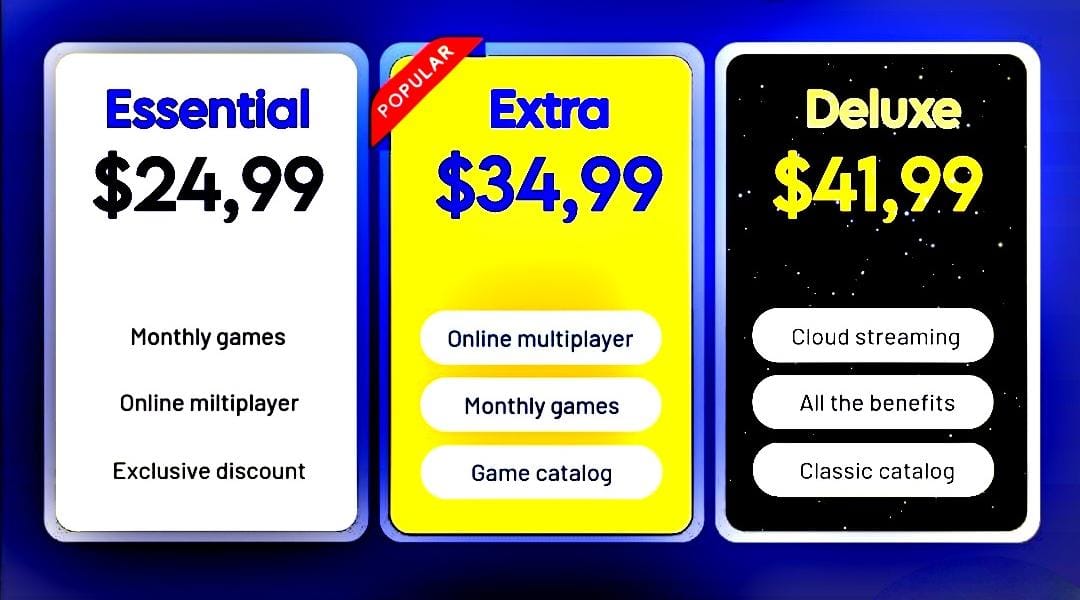 Essential
$24,99
Monthly games
Online miltiplayer
Exclusive discount
POPULAR
Extra
$34,99
Online multiplayer
Monthly games
Game catalog
Deluxe
$41,99
Cloud streaming
All the benefits
Classic catalog